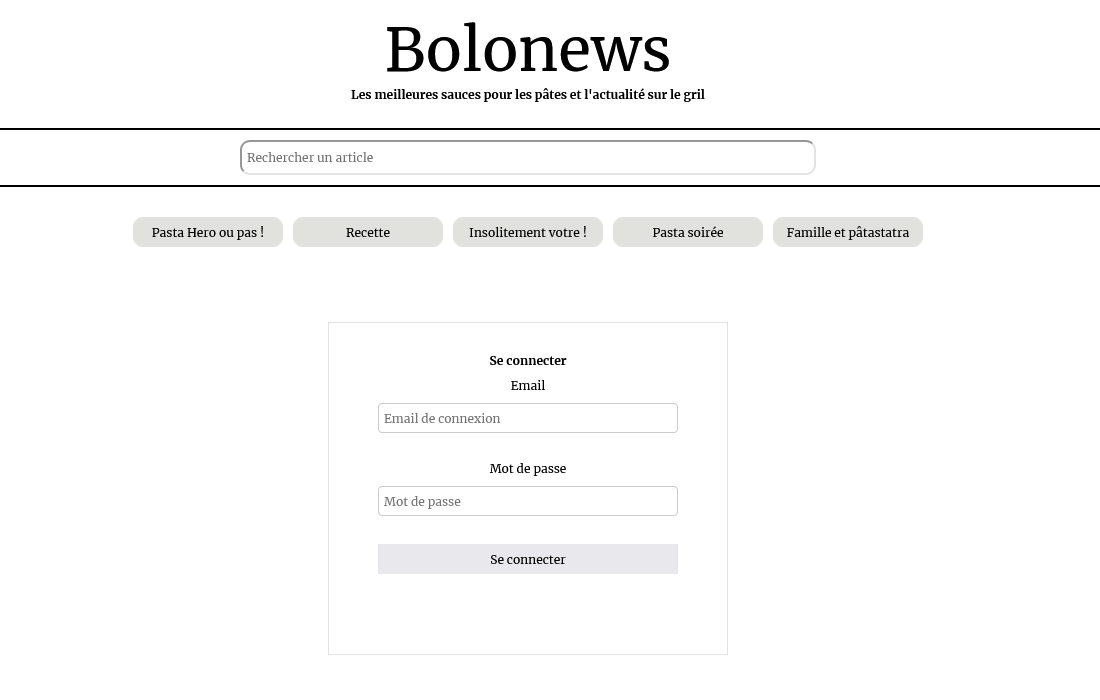 Bolonews
Les meilleures sauces pour les pâtes et l'actualité sur le gril
Rechercher un article
Pasta Hero ou pas !
Recette
Insolitement votre !
Pasta soirée
Famille et pâtastatra
Se connecter
Email
Email de connexion
Mot de passe
Mot de passe
Se connecter